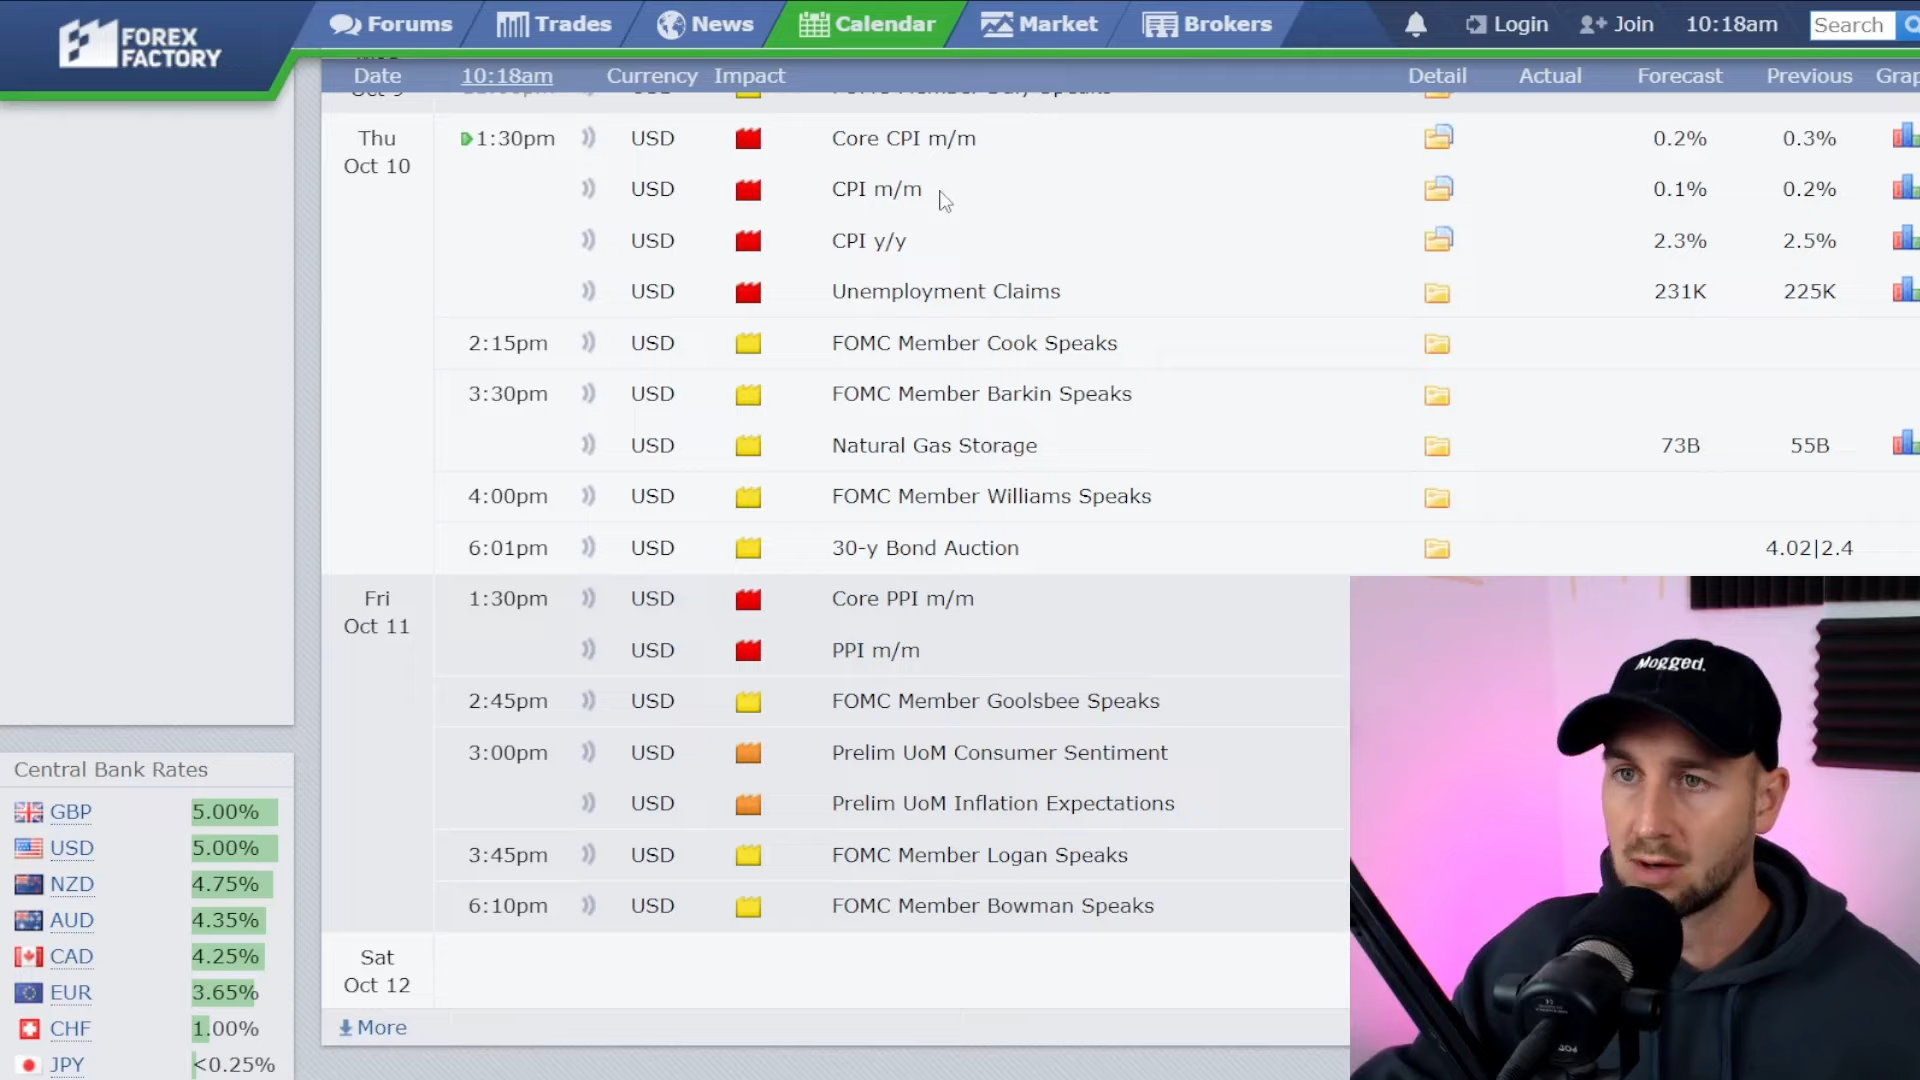 FOREX FACTORY
Forums Trades News Calendar Market Brokers Login Join 10:18am Search
Date 10:18am Currency Impact Detail Actual Forecast Previous Grap
Oct 9
Thu Oct 10 1:30pm USD Core CPI m/m 0.2% 0.3%
USD CPI m/m 0.1% 0.2%
USD CPI y/y 2.3% 2.5%
USD Unemployment Claims 231K 225K
2:15pm USD FOMC Member Cook Speaks
3:30pm USD FOMC Member Barkin Speaks
USD Natural Gas Storage 73B 55B
4:00pm USD FOMC Member Williams Speaks
6:01pm USD 30-y Bond Auction 4.02|2.4
Fri Oct 11 1:30pm USD Core PPI m/m
USD PPI m/m
2:45pm USD FOMC Member Goolsbee Speaks
3:00pm USD Prelim UoM Consumer Sentiment
USD Prelim UoM Inflation Expectations
3:45pm USD FOMC Member Logan Speaks
6:10pm USD FOMC Member Bowman Speaks
Sat Oct 12
More
Central Bank Rates
GBP 5.00%
USD 5.00%
NZD 4.75%
AUD 4.35%
CAD 4.25%
EUR 3.65%
CHF 1.00%
JPY <0.25%
Mogged.